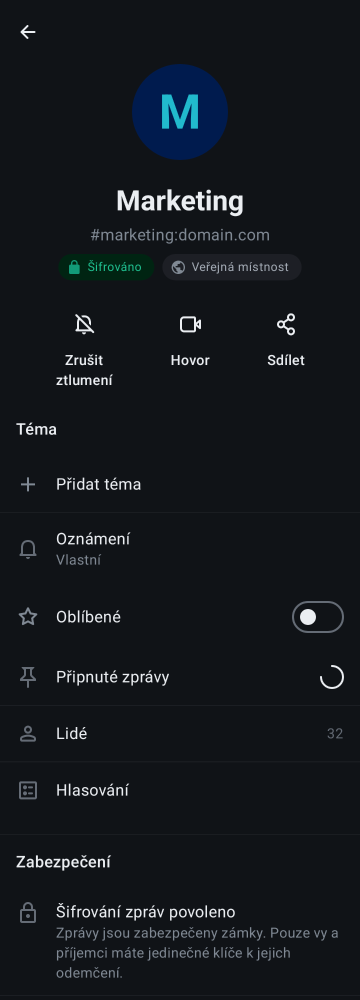 M
Marketing
#marketing:domain.com
Šifrováno
Veřejná místnost
Zrušit
ztlumení
Hovor
Sdílet
Téma
Přidat téma
Oznámení
Vlastní
Oblíbené
Připnuté zprávy
Lidé 32
Hlasování
Zabezpečení
Šifrování zpráv povoleno
Zprávy jsou zabezpečeny zámky. Pouze vy a
příjemci máte jedinečné klíče k jejich
odemčení.